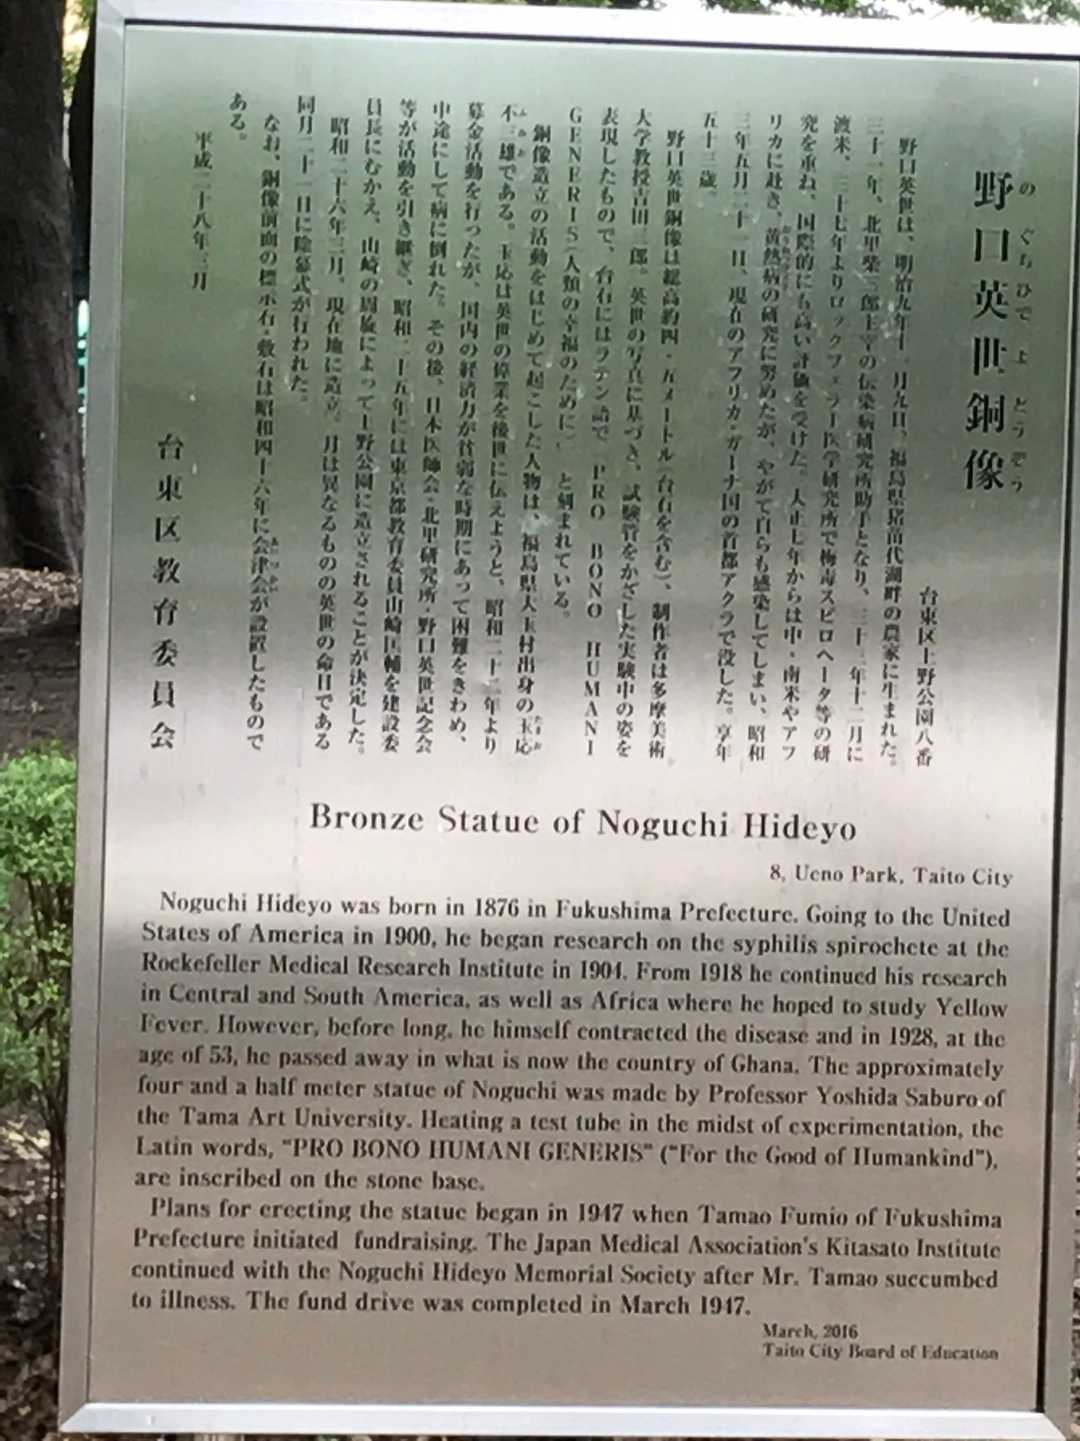 野口英世銅像
のぐちひでよどうぞう
台東区上野公園八番
野口英世は、明治九年十一月九日、福島県猪苗代湖畔の農家に生まれた。
三十一年、北里柴三郎主宰の伝染病研究所助手となり、三十三年十二月に
渡米、三十七年よりロックフェラー医学研究所で梅毒スピロヘータ等の研
究を重ね、国際的にも高い評価を受けた。大正七年からは中・南米やアフ
リカに赴き、黄熱病の研究に努めたが、やがて自らも感染してしまい、昭和
おうねつびょう
三年五月二十一日、現在のアフリカ・ガーナ国の首都アクラで没した。享年
五十三歳。
野口英世銅像は総高約四・五メートル(台石を含む)、制作者は多摩美術
大学教授吉田三郎。英世の写真に基づき、試験管をかざした実験中の姿を
表現したもので、台石にはラテン語で PRO BONO HUMANI
GENERIS(人類の幸福のために) と刻まれている。
銅像造立の活動をはじめて起こした人物は、福島県大玉村出身の玉応
たまお
不三雄である。玉応は英世の偉業を後世に伝えようと、昭和二十二年より
ふみお
募金活動を行ったが、国内の経済力が貧弱な時期にあって困難をきわめ、
中途にして病に倒れた。その後、日本医師会・北里研究所・野口英世記念会
等が活動を引き継ぎ、昭和二十五年には東京都教育委員山崎匡輔を建設委
員長にむかえ、山崎の周旋によって上野公園に造立されることが決定した。
昭和二十六年三月、現在地に造立。月は異なるものの英世の命日である
同月二十一日に除幕式が行われた。
なお、銅像前面の標示石・敷石は昭和四十六年に会津会が設置したもので
あいづかい
ある。
平成二十八年三月
台東区教育委員会
Bronze Statue of Noguchi Hideyo
8, Ueno Park, Taito City
Noguchi Hideyo was born in 1876 in Fukushima Prefecture. Going to the United
States of America in 1900, he began research on the syphilis spirochete at the
Rockefeller Medical Research Institute in 1904. From 1918 he continued his research
in Central and South America, as well as Africa where he hoped to study Yellow
Fever. However, before long, he himself contracted the disease and in 1928, at the
age of 53, he passed away in what is now the country of Ghana. The approximately
four and a half meter statue of Noguchi was made by Professor Yoshida Saburo of
the Tama Art University. Heating a test tube in the midst of experimentation, the
Latin words, "PRO BONO HUMANI GENERIS" ("For the Good of Humankind"),
are inscribed on the stone base.
Plans for erecting the statue began in 1947 when Tamao Fumio of Fukushima
Prefecture initiated fundraising. The Japan Medical Association's Kitasato Institute
continued with the Noguchi Hideyo Memorial Society after Mr. Tamao succumbed
to illness. The fund drive was completed in March 1947.
March, 2016
Taito City Board of Education